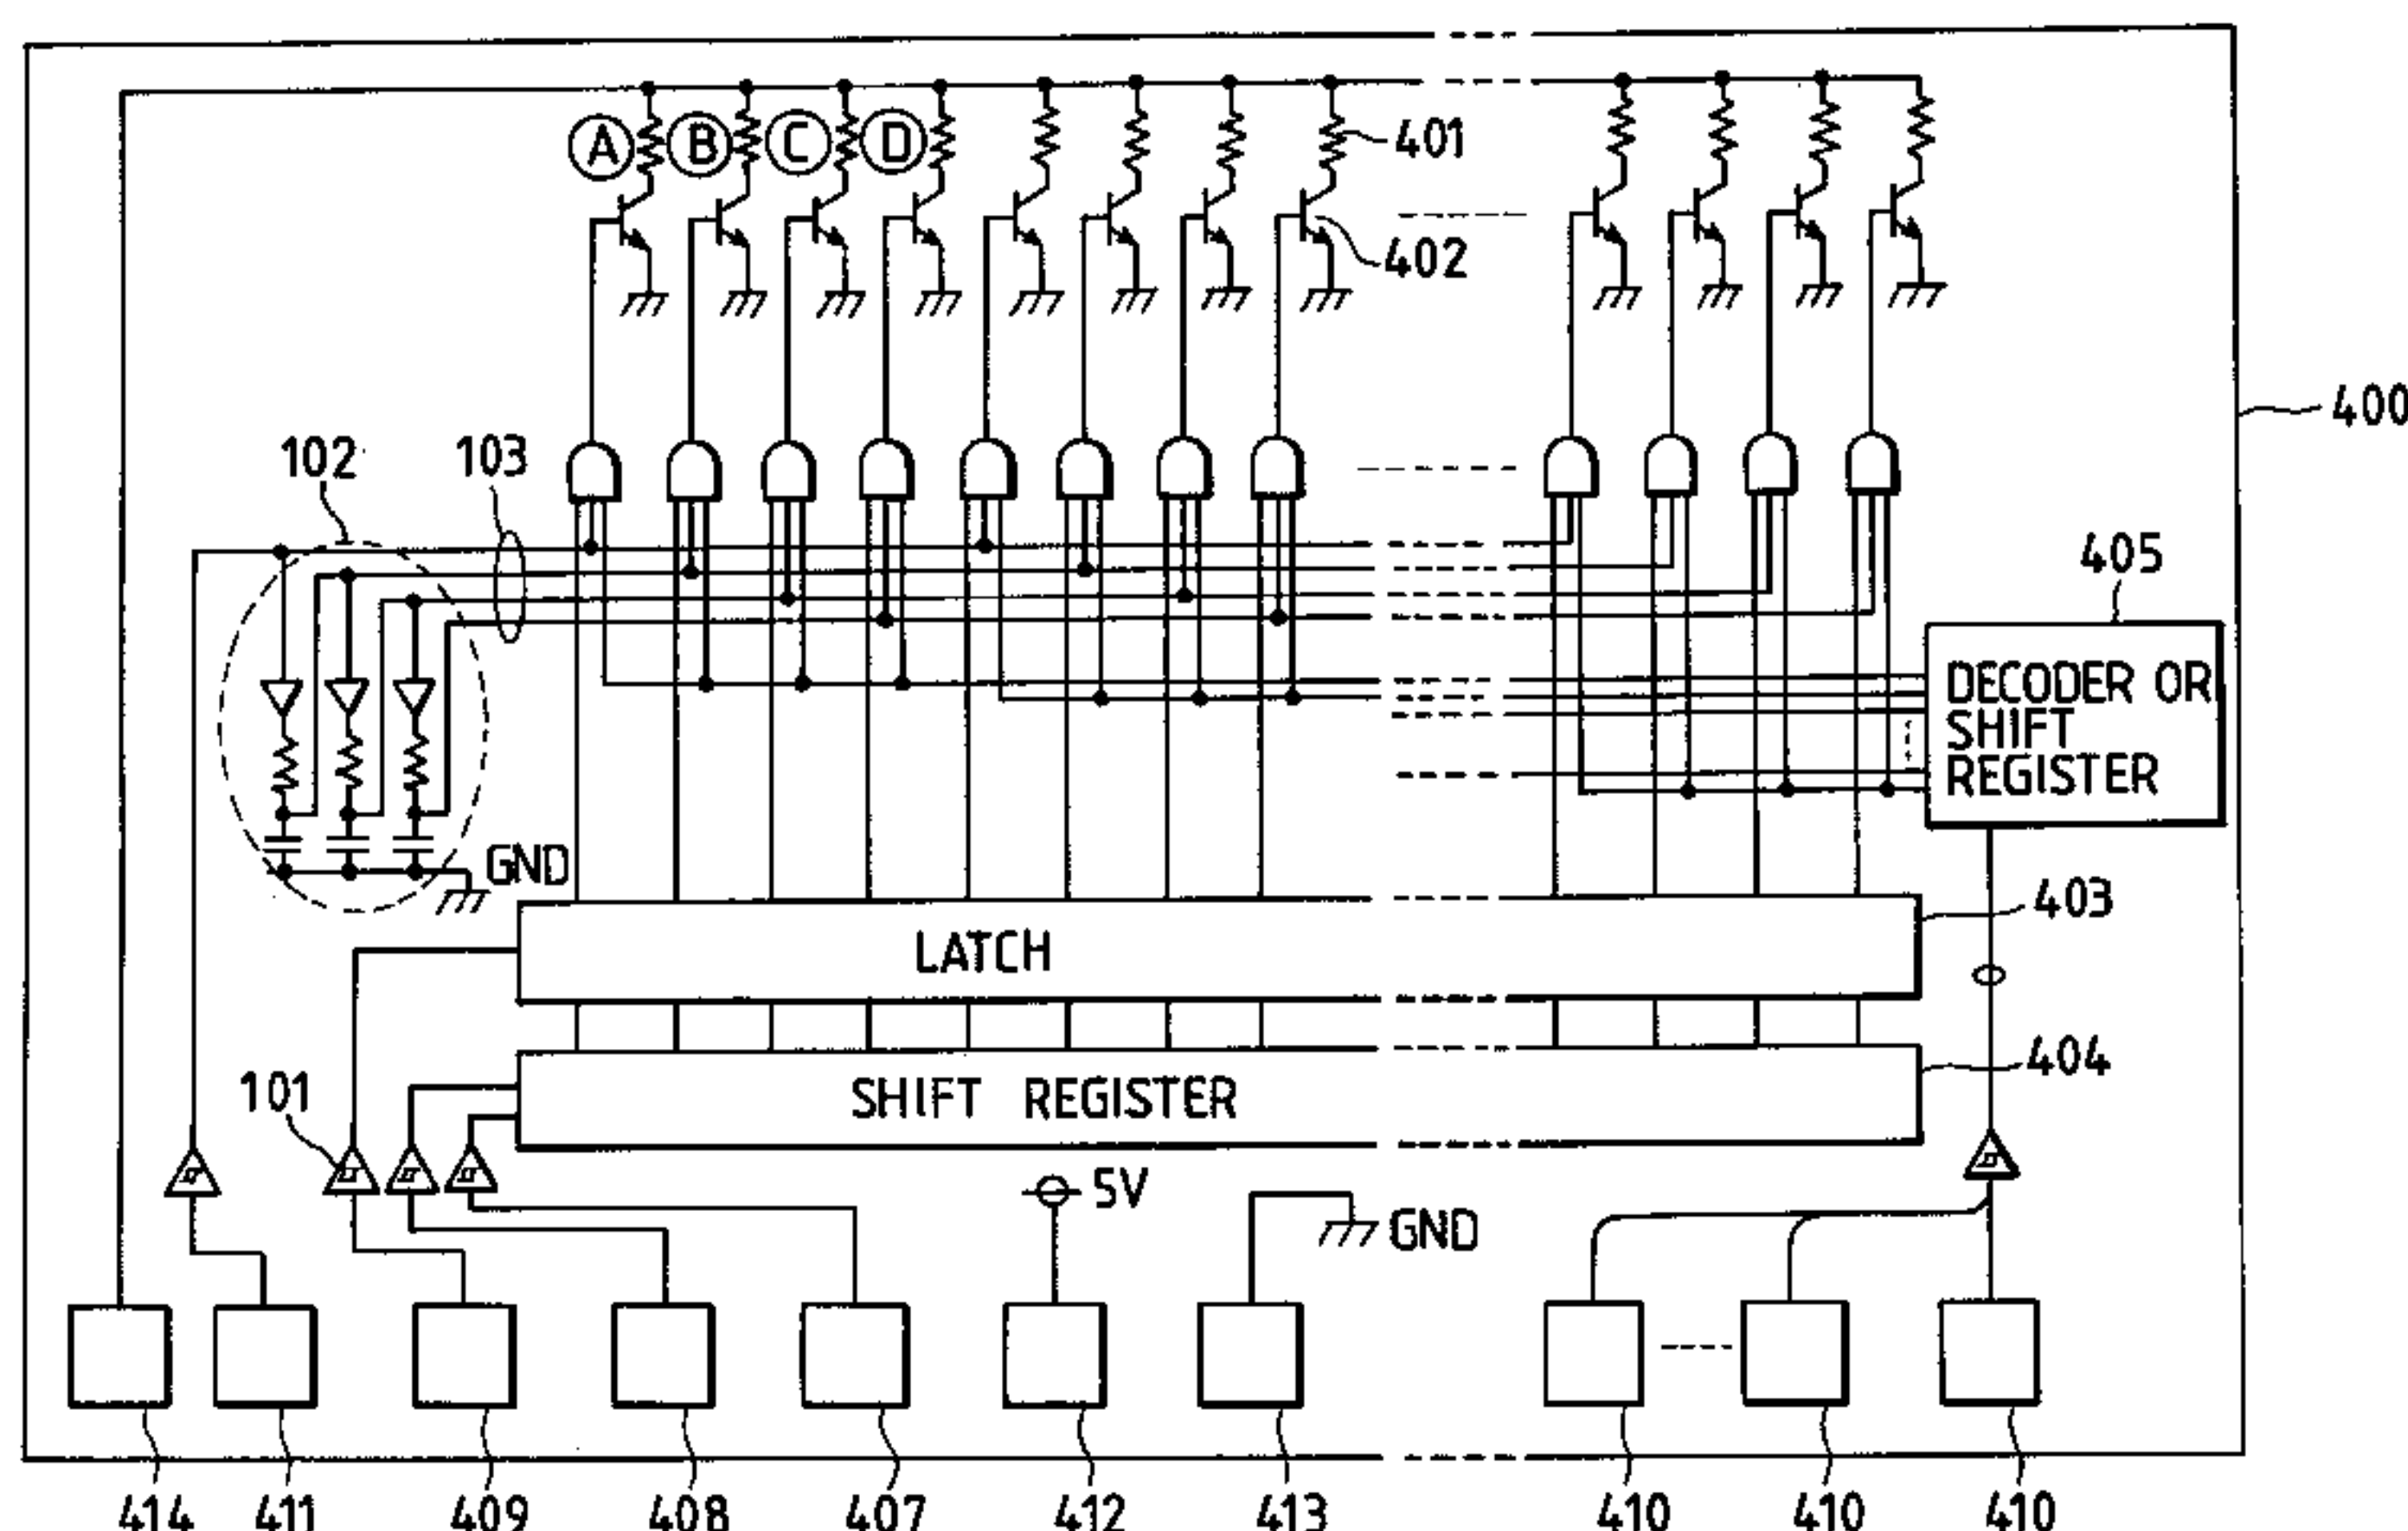 A B C D
401
402
400
102
103
405
DECODER OR
SHIFT
REGISTER
GND
403
LATCH
404
101
SHIFT REGISTER
5V
GND
414 411 409 408 407 412 413 410 410 410